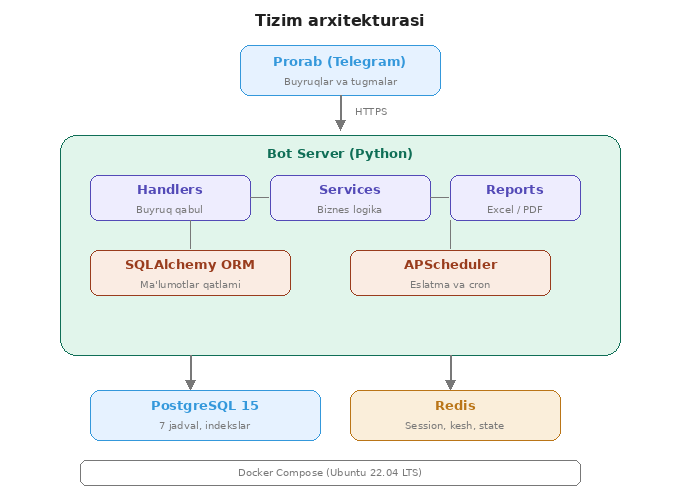 Tizim arxitekturasi
Prorab (Telegram)
Buyruqlar va tugmalar
HTTPS
Bot Server (Python)
Handlers
Buyruq qabul
Services
Biznes logika
Reports
Excel / PDF
SQLAlchemy ORM
Ma'lumotlar qatlami
APScheduler
Eslatma va cron
PostgreSQL 15
7 jadval, indekslar
Redis
Session, kesh, state
Docker Compose (Ubuntu 22.04 LTS)